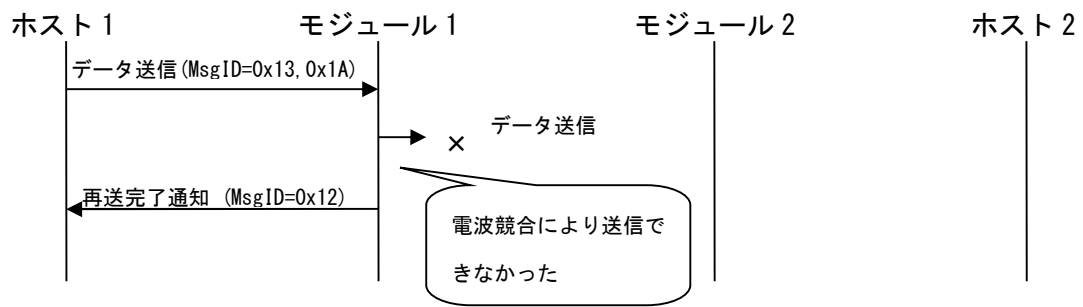 ホスト1 モジュール1 モジュール2 ホスト2
データ送信(MsgID=0x13,0x1A)
× データ送信
再送完了通知 (MsgID=0x12)
電波競合により送信で
きなかった